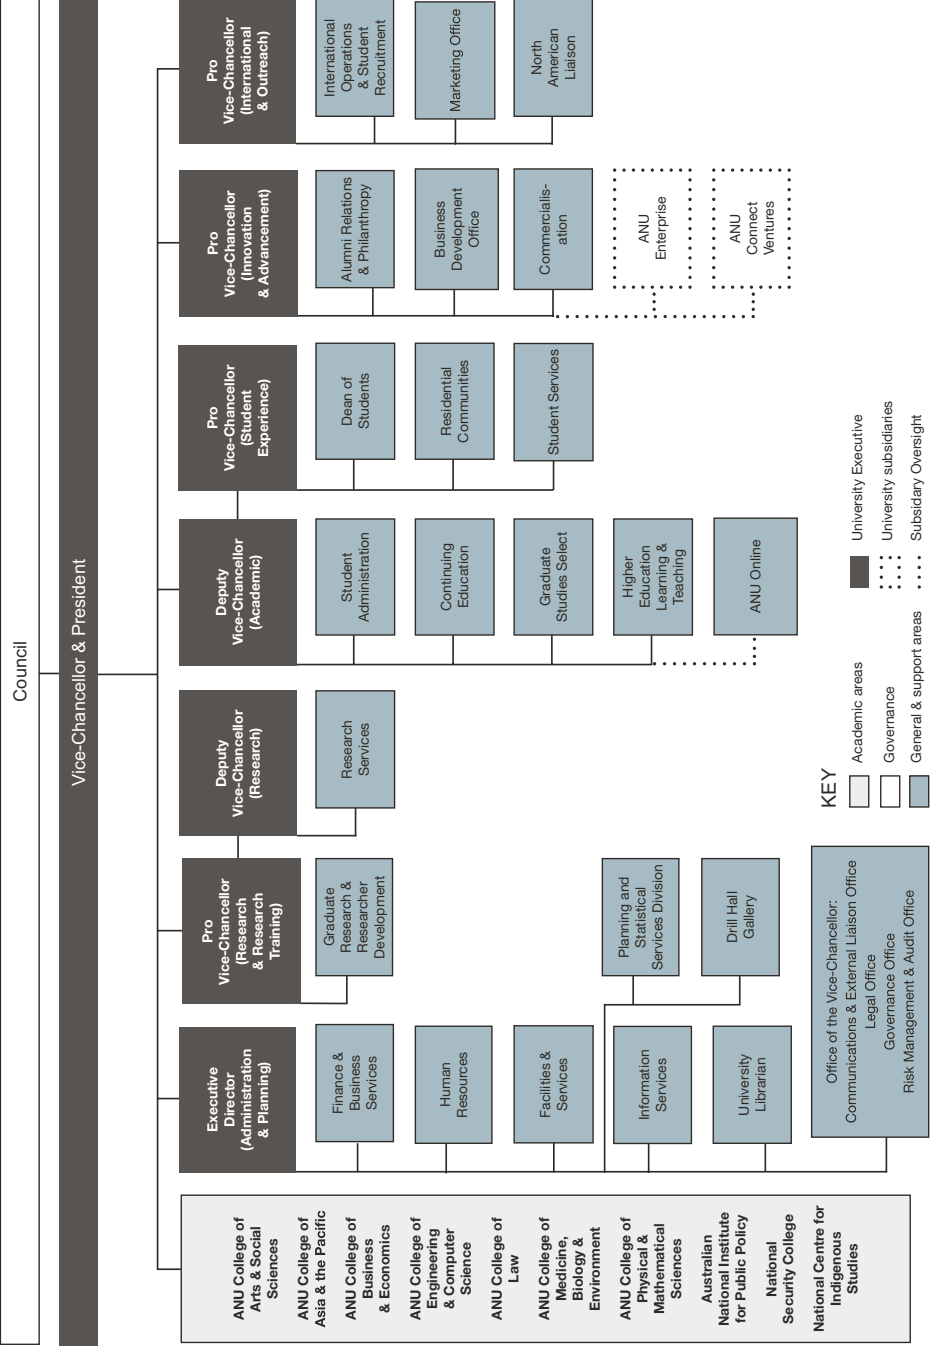 Council
Vice-Chancellor & President
ANU College of
Arts & Social
Sciences
ANU College of
Asia & the Pacific
ANU College of
Business
& Economics
ANU College of
Engineering
& Computer
Science
ANU College of
Law
ANU College of
Medicine,
Biology &
Environment
ANU College of
Physical &
Mathematical
Sciences
Australian
National Institute
for Public Policy
National
Security College
National Centre for
Indigenous
Studies
Executive
Director
(Administration
& Planning)
Finance &
Business
Services
Human
Resources
Facilities &
Services
Information
Services
University
Librarian
Planning and
Statistical
Services Division
Drill Hall
Gallery
Office of the Vice-Chancellor:
Communications & External Liaison Office
Legal Office
Governance Office
Risk Management & Audit Office
Pro
Vice-Chancellor
(Research
& Research
Training)
Graduate
Research &
Researcher
Development
Deputy
Vice-Chancellor
(Research)
Research
Services
Deputy
Vice-Chancellor
(Academic)
Student
Administration
Continuing
Education
Graduate
Studies Select
Higher
Education
Learning &
Teaching
ANU Online
Pro
Vice-Chancellor
(Student
Experience)
Dean of
Students
Residential
Communities
Student Services
Pro
Vice-Chancellor
(Innovation
& Advancement)
Alumni Relations
& Philanthropy
Business
Development
Office
Commercialis-
ation
ANU
Enterprise
ANU
Connect
Ventures
Pro
Vice-Chancellor
(International
& Outreach)
International
Operations
& Student
Recruitment
Marketing Office
North
American
Liaison
KEY
Academic areas
Governance
General & support areas
University Executive
University subsidiaries
Subsidary Oversight